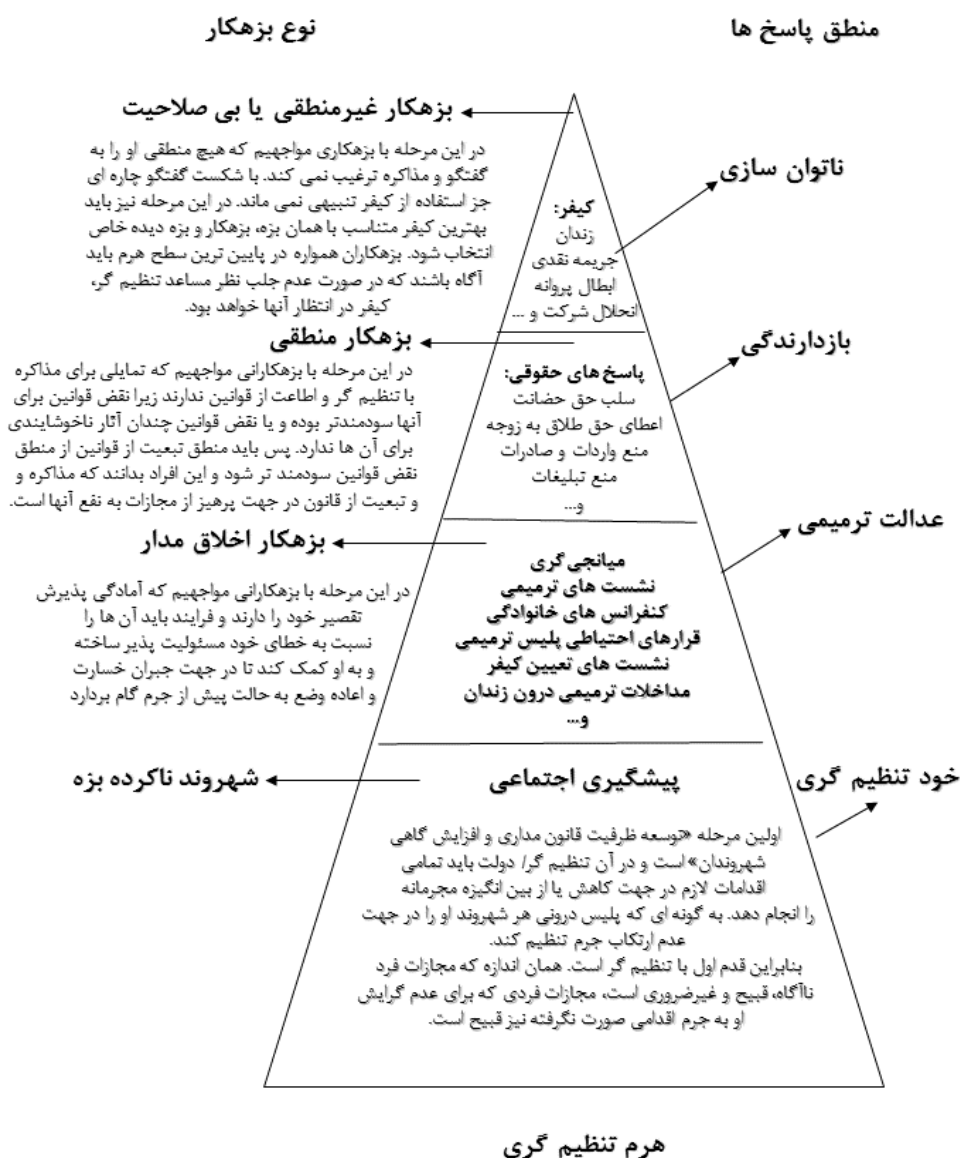 منطق پاسخ ها
نوع بزهکار
بزهکار غیرمنطقی یا بی صلاحیت
در این مرحله با بزهکاری مواجهیم که هیچ منطقی او را به
گفتگو و مذاکره ترغیب نمی کند. با شکست گفتگو چاره ای
جز استفاده از کیفر تنبیهی نمی ماند. در این مرحله نیز باید
بهترین کیفر متناسب با همان بزه، بزهکار و بزه دیده خاص
انتخاب شود. بزهکاران همواره در پایین ترین سطح هرم باید
آگاه باشند که در صورت عدم جلب نظر مساعد تنظیم گر،
کیفر در انتظار آنها خواهد بود.
ناتوان سازی
کیفر:
زندان
جریمه نقدی
ابطال پروانه
انحلال شرکت و ...
بازدارندگی
بزهکار منطقی
در این مرحله با بزهکارانی مواجهیم که تمایلی برای مذاکره
با تنظیم گر و اطاعت از قوانین ندارند زیرا نقض قوانین برای
آنها سودمندتر بوده و یا نقض قوانین چندان آثار ناخوشایندی
برای آن ها ندارد. پس باید منطق تبعیت از قوانین از منطق
نقض قوانین سودمند تر شود و این افراد بدانند که مذاکره و
و تبعیت از قانون در جهت پرهیز از مجازات به نفع آنها است.
پاسخ های حقوقی:
سلب حق حضانت
اعطای حق طلاق به زوجه
منع واردات و صادرات
منع تبلیغات
و...
عدالت ترمیمی
بزهکار اخلاق مدار
در این مرحله با بزهکارانی مواجهیم که آمادگی پذیرش
تقصیر خود را دارند و فرایند باید آن ها را
نسبت به خطای خود مسئولیت پذیر ساخته
و به او کمک کند تا در جهت جبران خسارت
و اعاده وضع به حالت پیش از جرم گام بردارد
میانجی گری
نشست های ترمیمی
کنفرانس های خانوادگی
قرارهای احتیاطی پلیس ترمیمی
نشست های تعیین کیفر
مداخلات ترمیمی درون زندان
و...
خود تنظیم گری
شهروند ناکرده بزه
پیشگیری اجتماعی
اولین مرحله «توسعه ظرفیت قانون مداری و افزایش گاهی
شهروندان» است و در آن تنظیم گر/ دولت باید تمامی
اقدامات لازم در جهت کاهش یا از بین انگیزه مجرمانه
را انجام دهد. به گونه ای که پلیس درونی هر شهروند او را در جهت
عدم ارتکاب جرم تنظیم کند.
بنابراین قدم اول با تنظیم گر است. همان اندازه که مجازات فرد
ناآگاه، قبیح و غیرضروری است، مجازات فردی که برای عدم گرایش
او به جرم اقدامی صورت نگرفته نیز قبیح است.
هرم تنظیم گری